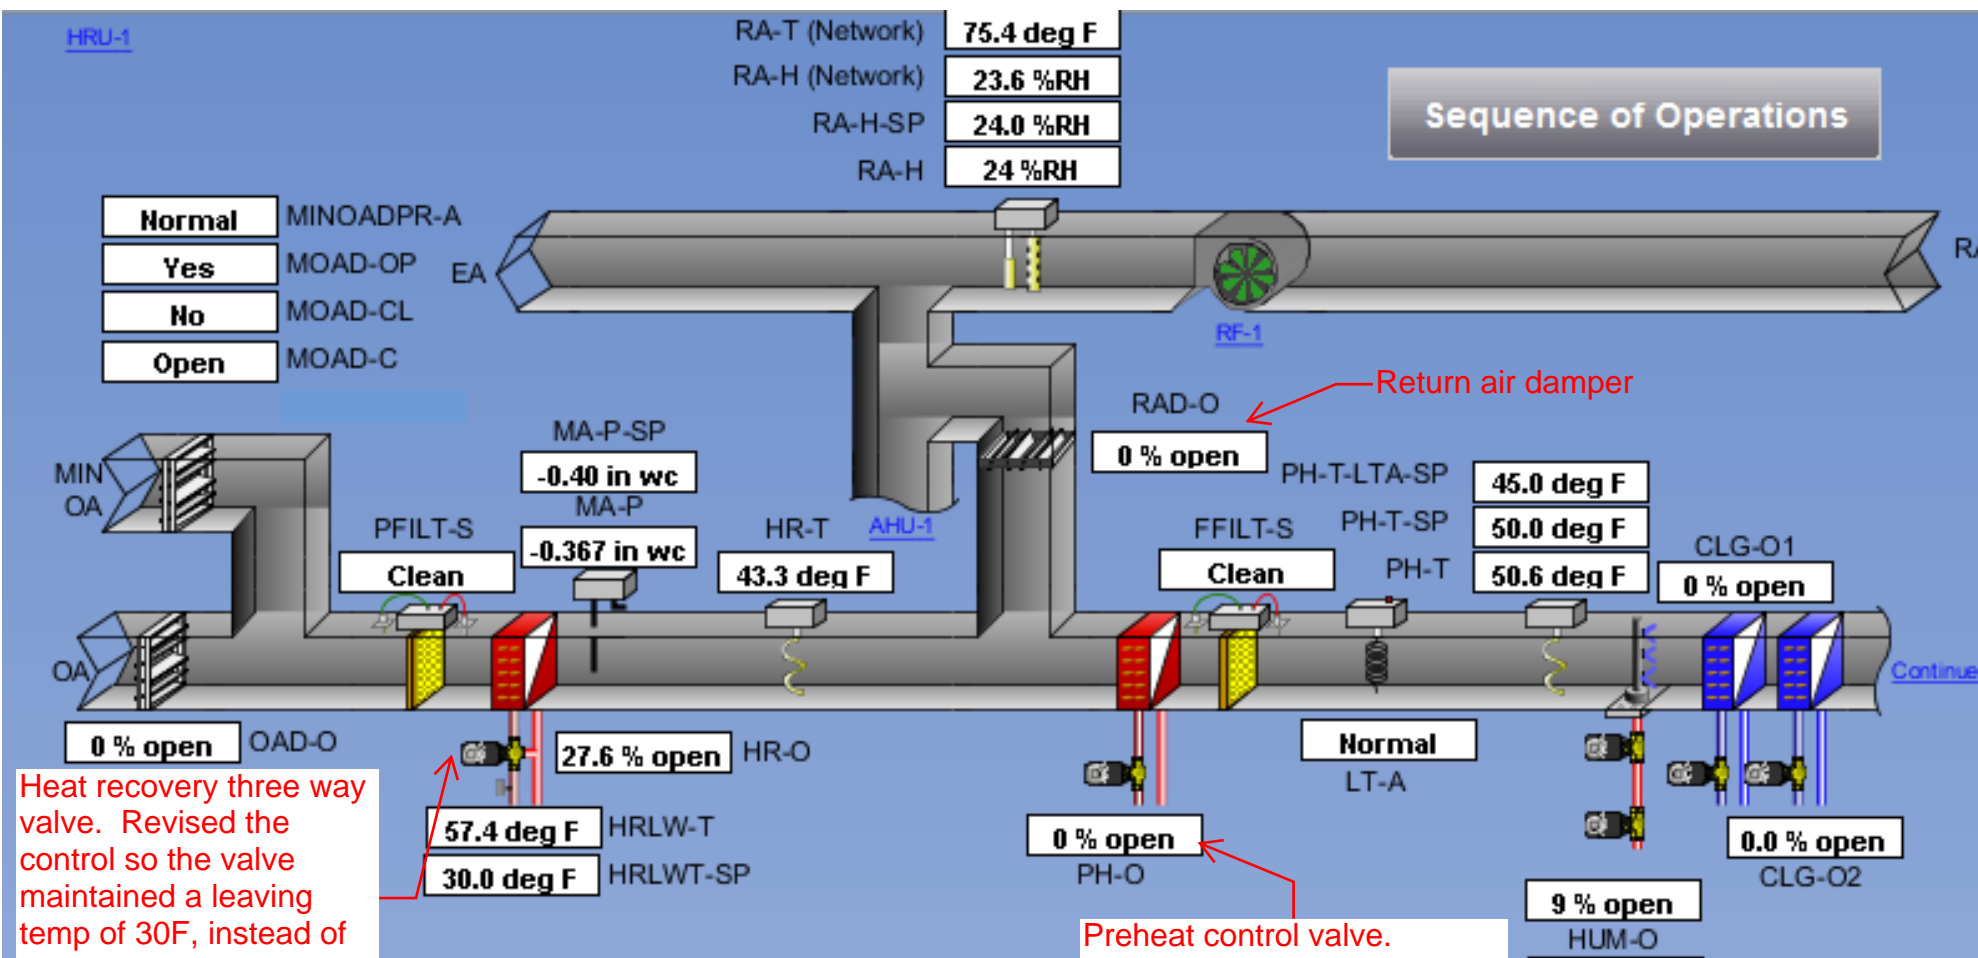 HRU-1
RA-T (Network) 75.4 deg F
RA-H (Network) 23.6 %RH
RA-H-SP 24.0 %RH
RA-H 24 %RH
Sequence of Operations
Normal MINOADPR-A
Yes MOAD-OP
No MOAD-CL
Open MOAD-C
EA
RF-1
Return air damper
RAD-O
0 % open
MIN
OA
MA-P-SP
-0.40 in wc
MA-P
-0.367 in wc
PFILT-S
Clean
HR-T
43.3 deg F
AHU-1
FFILT-S
Clean
PH-T-LTA-SP 45.0 deg F
PH-T-SP 50.0 deg F
PH-T 50.6 deg F
CLG-O1
0 % open
OA
0 % open OAD-O
27.6 % open HR-O
Normal
LT-A
57.4 deg F HRLW-T
30.0 deg F HRLWT-SP
0 % open
PH-O
0.0 % open
CLG-O2
9 % open
HUM-O
Heat recovery three way
valve. Revised the
control so the valve
maintained a leaving
temp of 30F, instead of
Preheat control valve.